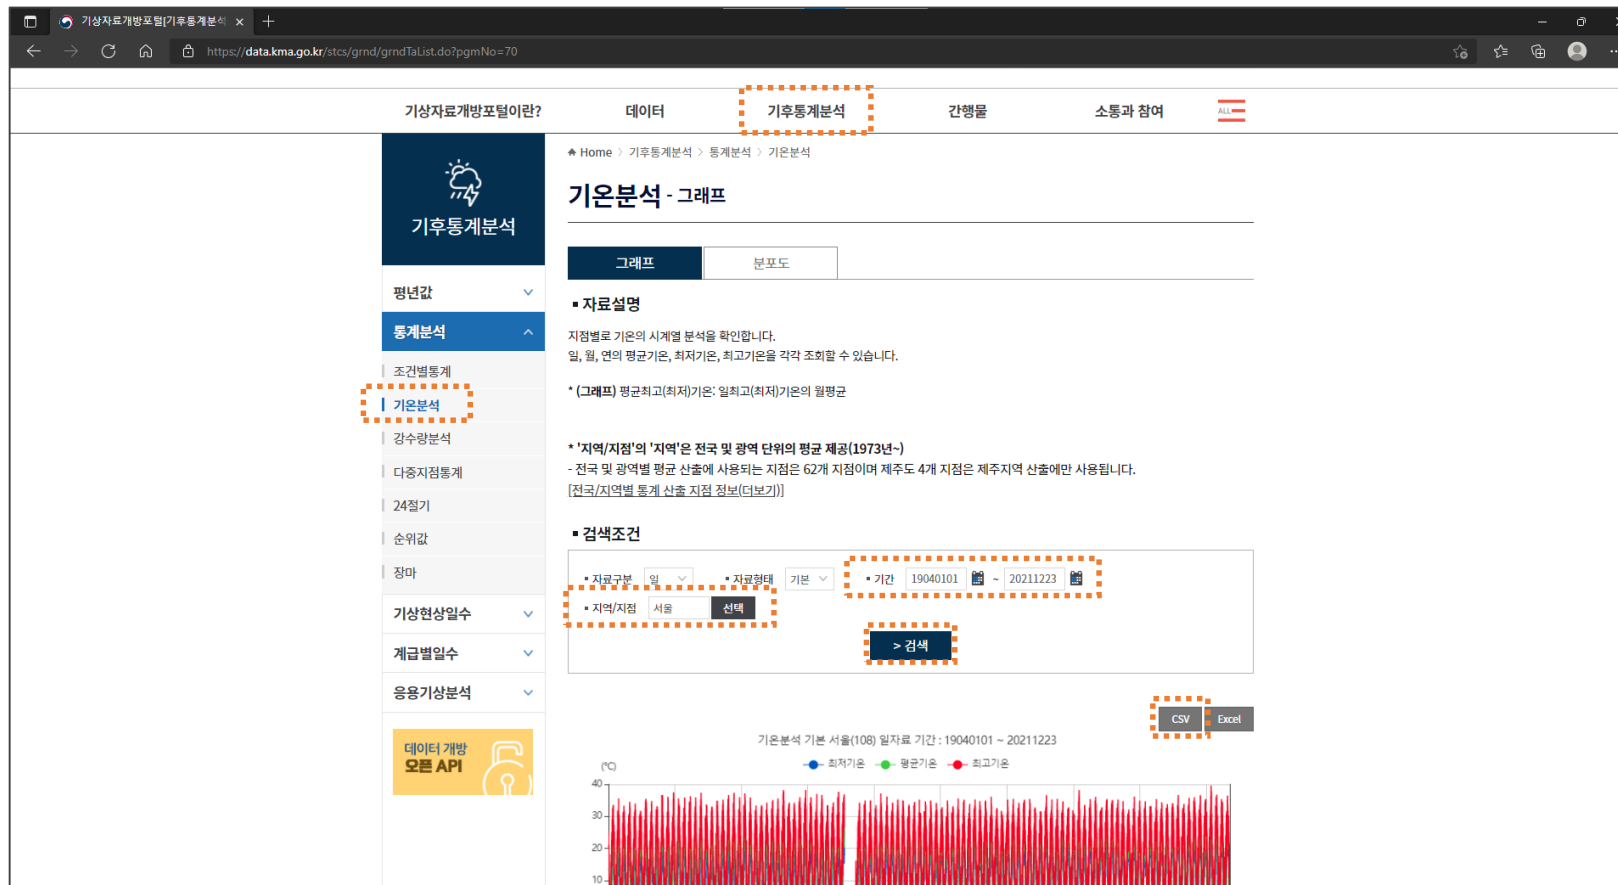 기상자료개방포털[기후통계분석
https://data.kma.go.kr/stcs/grnd/grndTaList.do?pgmNo=70
기상자료개방포털이란? 데이터 기후통계분석 간행물 소통과 참여 ALL
Home > 기후통계분석 > 통계분석 > 기온분석
기후통계분석
기온분석 - 그래프
그래프 분포도
평년값
통계분석
조건별통계
기온분석
강수량분석
다중지점통계
24절기
순위값
장마
기상현상일수
계급별일수
응용기상분석
데이터 개방
오픈 API
▪ 자료설명
지점별로 기온의 시계열 분석을 확인합니다.
일, 월, 연의 평균기온, 최저기온, 최고기온을 각각 조회할 수 있습니다.
* (그래프) 평균최고(최저)기온: 일최고(최저)기온의 월평균
* '지역/지점'의 '지역'은 전국 및 광역 단위의 평균 제공(1973년~)
- 전국 및 광역별 평균 산출에 사용되는 지점은 62개 지점이며 제주도 4개 지점은 제주지역 산출에만 사용됩니다.
[전국/지역별 통계 산출 지점 정보(더보기)]
▪ 검색조건
▪ 자료구분 일 ▪ 자료형태 기본 ▪ 기간 19040101 ~ 20211223
▪ 지역/지점 서울 선택
> 검색
CSV Excel
기온분석 기본 서울(108) 일자료 기간 : 19040101 ~ 20211223
최저기온 평균기온 최고기온
(℃)
40
30
20
10